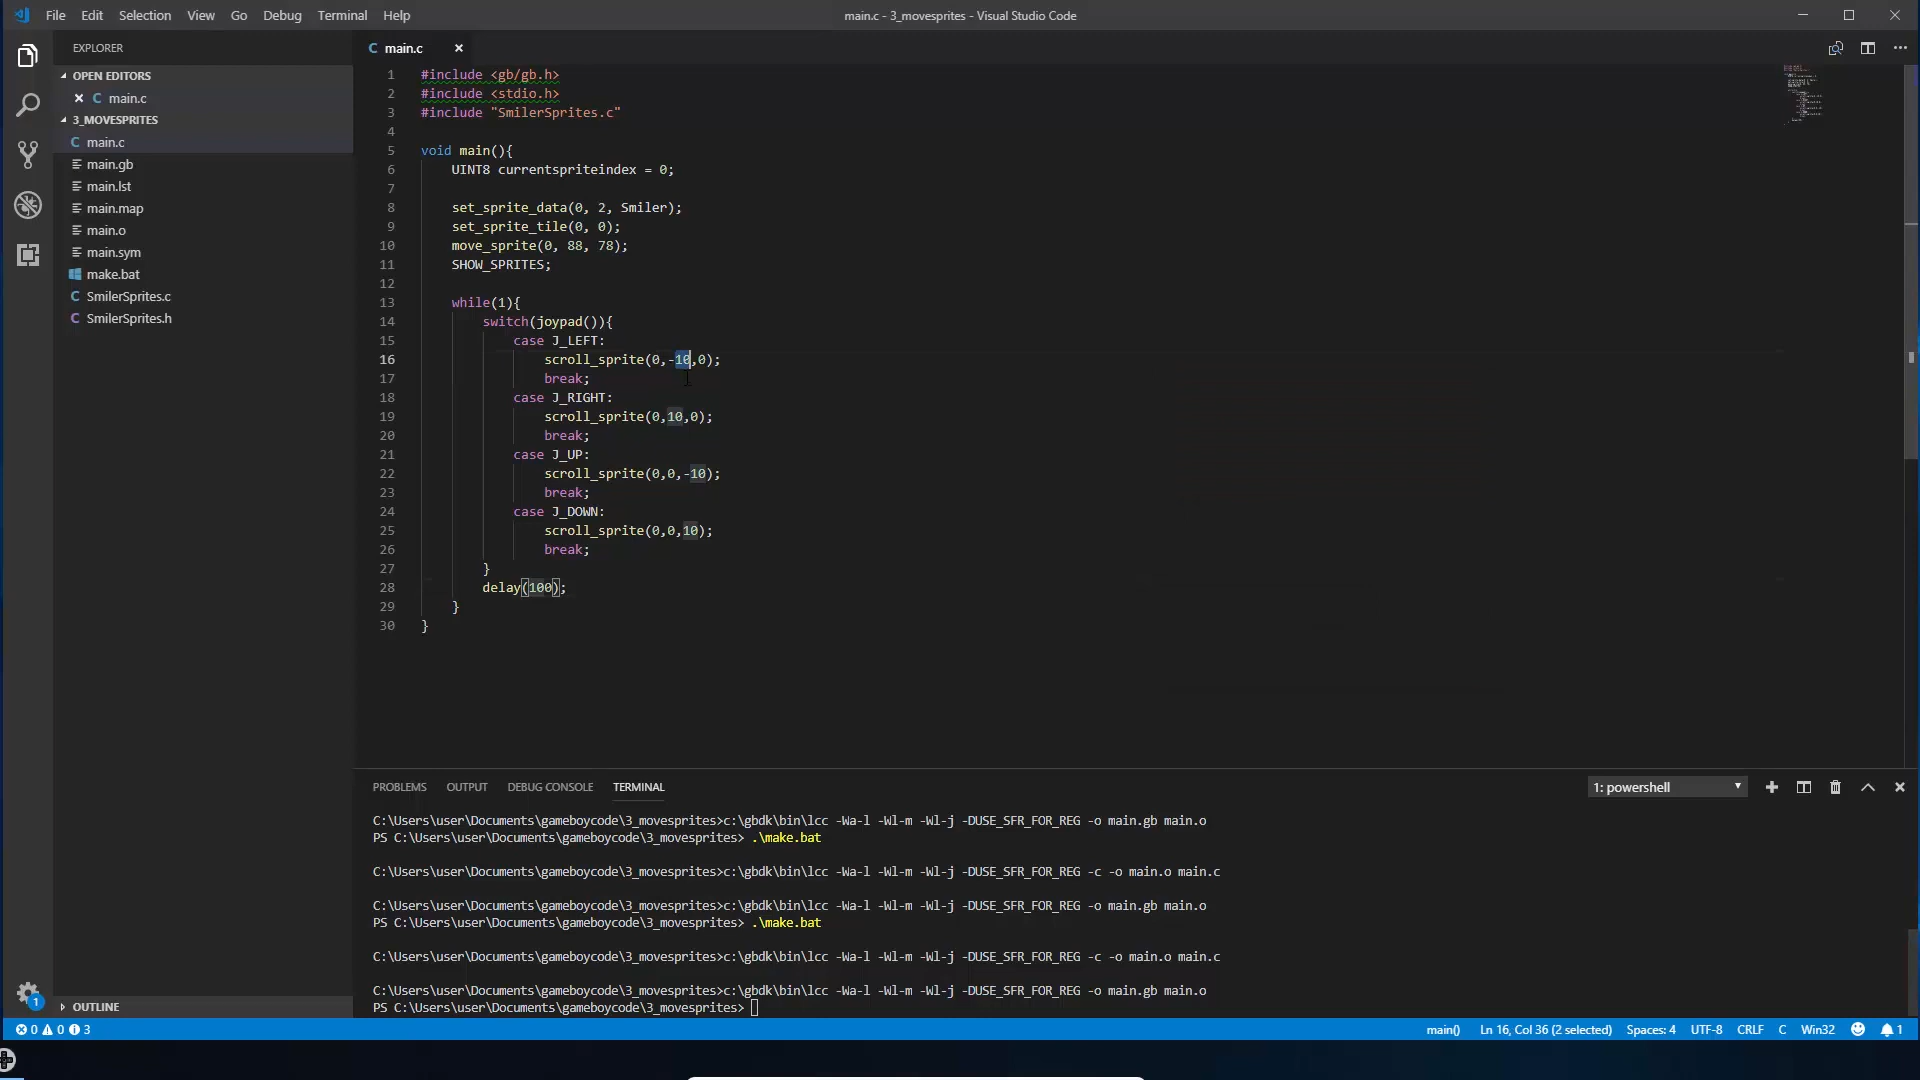 File Edit Selection View Go Debug Terminal Help
main.c - 3_movesprites - Visual Studio Code
EXPLORER
OPEN EDITORS
main.c
3_MOVESPRITES
main.c
main.gb
main.lst
main.map
main.o
main.sym
make.bat
SmilerSprites.c
SmilerSprites.h
OUTLINE
main.c
1 #include <gb/gb.h>
2 #include <stdio.h>
3 #include "SmilerSprites.c"
4
5 void main(){
6 UINT8 currentspriteindex = 0;
7
8 set_sprite_data(0, 2, Smiler);
9 set_sprite_tile(0, 0);
10 move_sprite(0, 88, 78);
11 SHOW_SPRITES;
12
13 while(1){
14 switch(joypad()){
15 case J_LEFT:
16 scroll_sprite(0,-10,0);
17 break;
18 case J_RIGHT:
19 scroll_sprite(0,10,0);
20 break;
21 case J_UP:
22 scroll_sprite(0,0,-10);
23 break;
24 case J_DOWN:
25 scroll_sprite(0,0,10);
26 break;
27 }
28 delay(100);
29 }
30 }
PROBLEMS OUTPUT DEBUG CONSOLE TERMINAL
1: powershell
C:\Users\user\Documents\gameboycode\3_movesprites>c:\gbdk\bin\lcc -Wa-l -Wl-m -Wl-j -DUSE_SFR_FOR_REG -o main.gb main.o
PS C:\Users\user\Documents\gameboycode\3_movesprites> .\make.bat
C:\Users\user\Documents\gameboycode\3_movesprites>c:\gbdk\bin\lcc -Wa-l -Wl-m -Wl-j -DUSE_SFR_FOR_REG -c -o main.o main.c
C:\Users\user\Documents\gameboycode\3_movesprites>c:\gbdk\bin\lcc -Wa-l -Wl-m -Wl-j -DUSE_SFR_FOR_REG -o main.gb main.o
PS C:\Users\user\Documents\gameboycode\3_movesprites> .\make.bat
C:\Users\user\Documents\gameboycode\3_movesprites>c:\gbdk\bin\lcc -Wa-l -Wl-m -Wl-j -DUSE_SFR_FOR_REG -c -o main.o main.c
C:\Users\user\Documents\gameboycode\3_movesprites>c:\gbdk\bin\lcc -Wa-l -Wl-m -Wl-j -DUSE_SFR_FOR_REG -o main.gb main.o
PS C:\Users\user\Documents\gameboycode\3_movesprites>
1
0 0 3
main() Ln 16, Col 36 (2 selected) Spaces: 4 UTF-8 CRLF C Win32 1